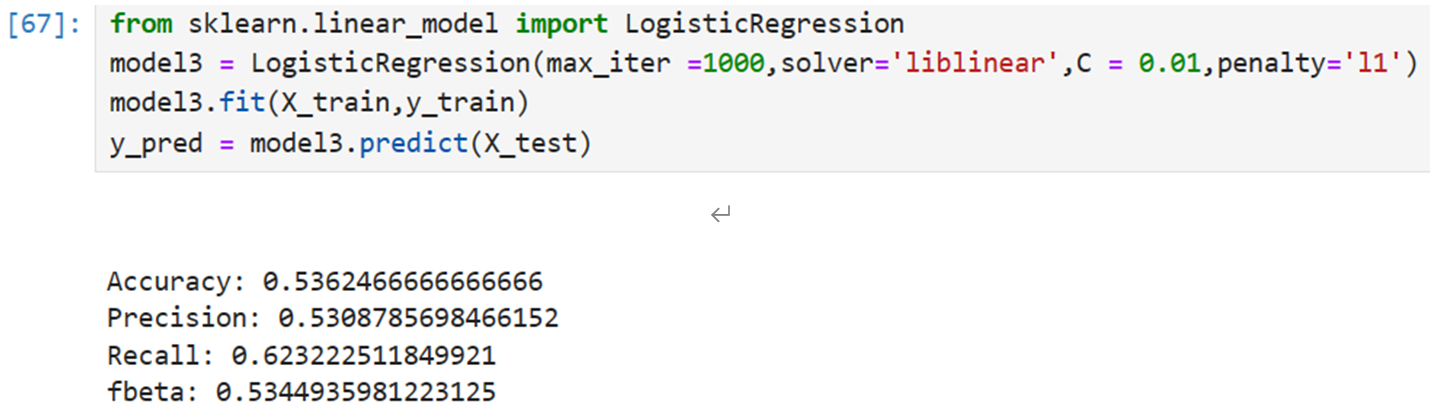 [67]: from sklearn.linear_model import LogisticRegression
model3 = LogisticRegression(max_iter =1000,solver='liblinear',C = 0.01,penalty='l1')
model3.fit(X_train,y_train)
y_pred = model3.predict(X_test)
↵
Accuracy: 0.5362466666666666
Precision: 0.5308785698466152
Recall: 0.623222511849921
fbeta: 0.5344935981223125